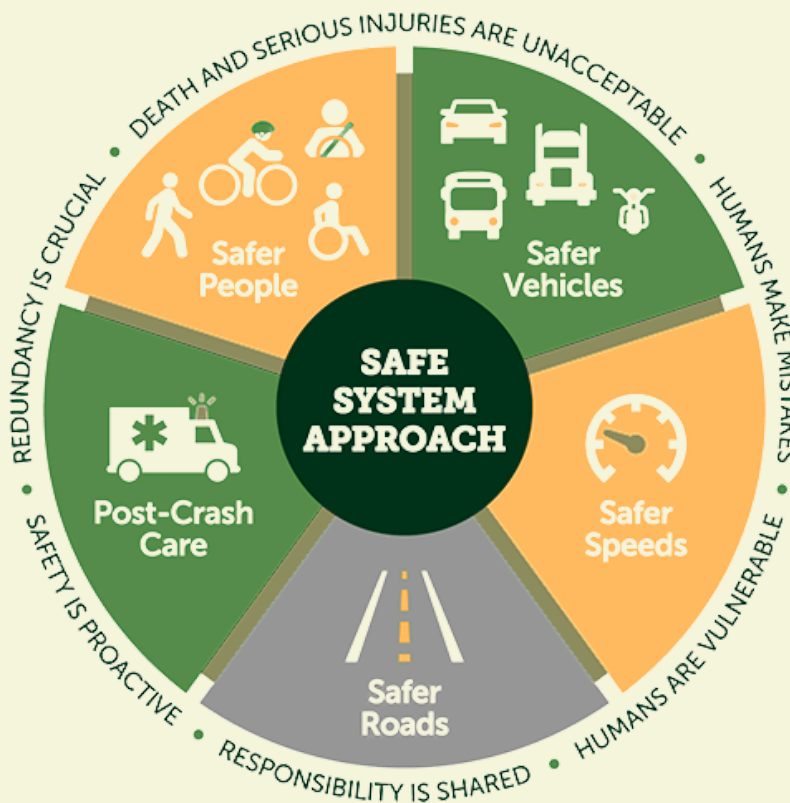 DEATH AND SERIOUS INJURIES ARE UNACCEPTABLE
HUMANS MAKE MISTAKES
HUMANS ARE VULNERABLE
RESPONSIBILITY IS SHARED
SAFETY IS PROACTIVE
REDUNDANCY IS CRUCIAL
Safer
People
Safer
Vehicles
SAFE
SYSTEM
APPROACH
Post-Crash
Care
Safer
Speeds
Safer
Roads